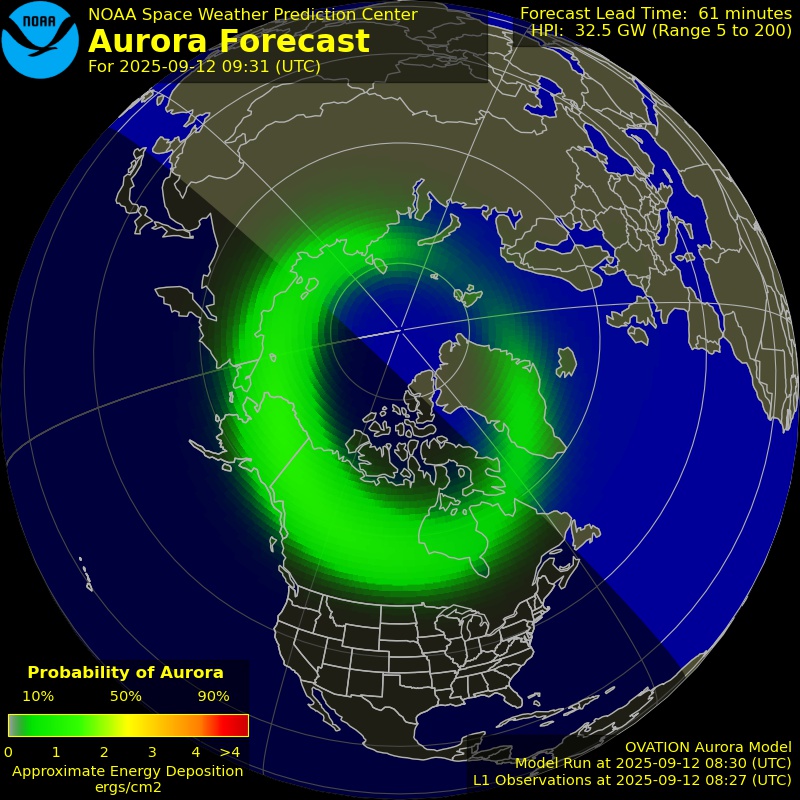 NOAA
NOAA Space Weather Prediction Center
Aurora Forecast
For 2025-09-12 09:31 (UTC)
Forecast Lead Time: 61 minutes
HPI: 32.5 GW (Range 5 to 200)
Probability of Aurora
10% 50% 90%
0 1 2 3 4 >4
Approximate Energy Deposition
ergs/cm2
OVATION Aurora Model
Model Run at 2025-09-12 08:30 (UTC)
L1 Observations at 2025-09-12 08:27 (UTC)